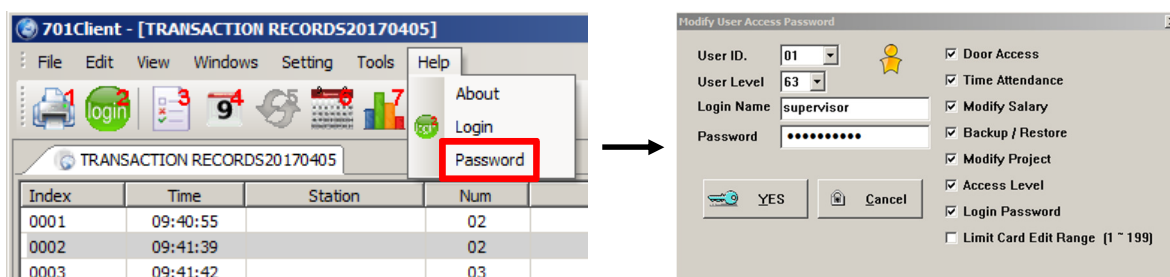 701Client - [TRANSACTION RECORDS20170405]
File Edit View Windows Setting Tools Help
1 login 2 3 9 4 5 6 7
About
login Login
Password
TRANSACTION RECORDS20170405
Index Time Station Num
0001 09:40:55 02
0002 09:41:39 02
0003 09:41:42 03
Modify User Access Password
User ID. 01
User Level 63
Login Name supervisor
Password ••••••••••
YES Cancel
Door Access
Time Attendance
Modify Salary
Backup / Restore
Modify Project
Access Level
Login Password
Limit Card Edit Range (1 ~ 199)